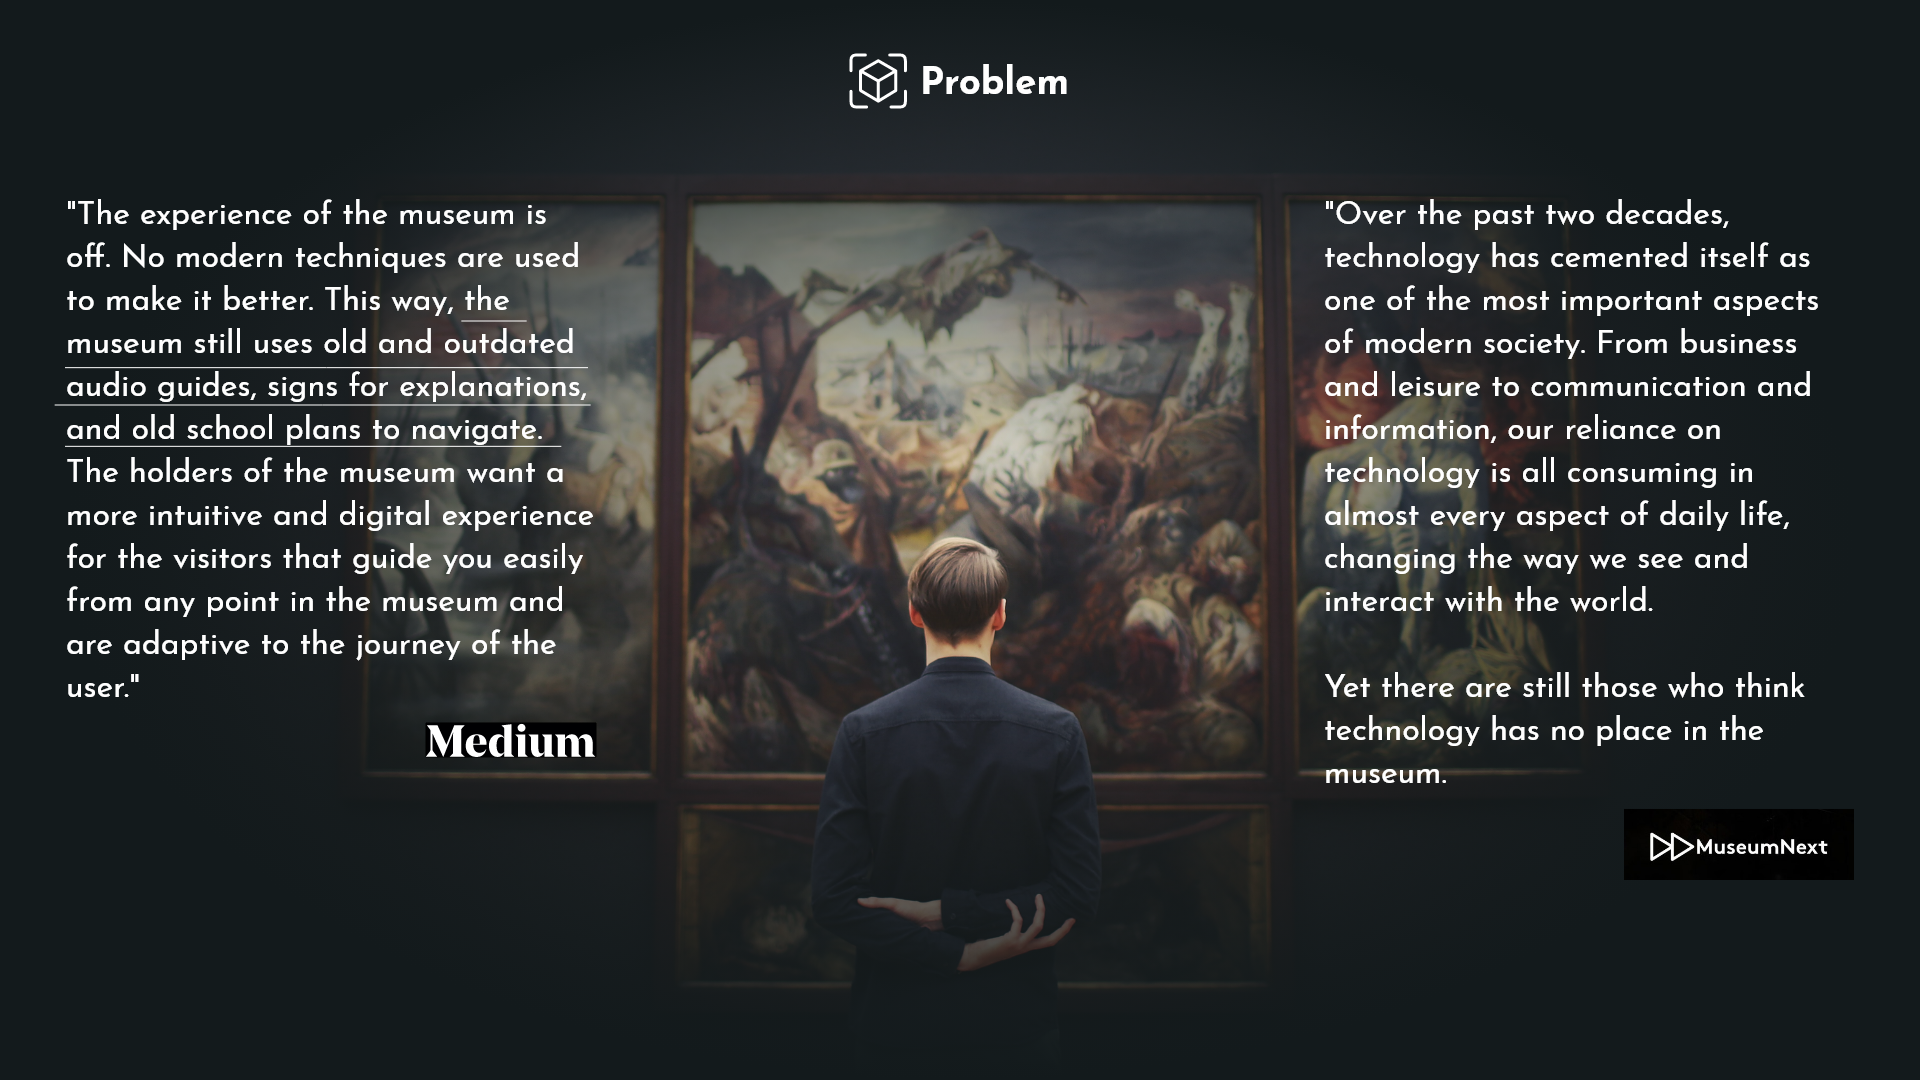 Problem
"The experience of the museum is
off. No modern techniques are used
to make it better. This way, the
museum still uses old and outdated
audio guides, signs for explanations,
and old school plans to navigate.
The holders of the museum want a
more intuitive and digital experience
for the visitors that guide you easily
from any point in the museum and
are adaptive to the journey of the
user."
Medium
"Over the past two decades,
technology has cemented itself as
one of the most important aspects
of modern society. From business
and leisure to communication and
information, our reliance on
technology is all consuming in
almost every aspect of daily life,
changing the way we see and
interact with the world.
Yet there are still those who think
technology has no place in the
museum.
MuseumNext